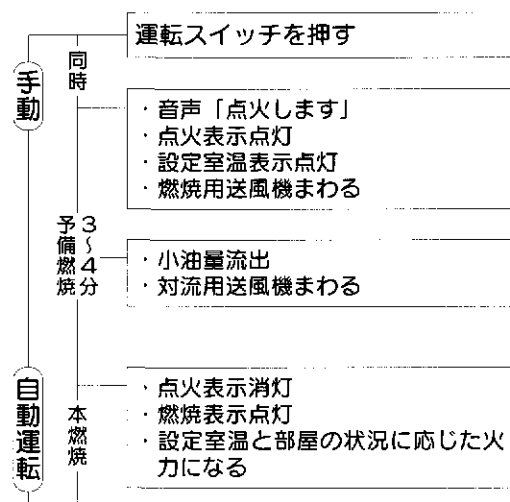 運転スイッチを押す
同時
手動
・音声「点火します」
・点火表示点灯
・設定室温表示点灯
・燃焼用送風機まわる
3～4分
予備燃焼
・小油量流出
・対流用送風機まわる
自動運転
本燃焼
・点火表示消灯
・燃焼表示点灯
・設定室温と部屋の状況に応じた火
力になる